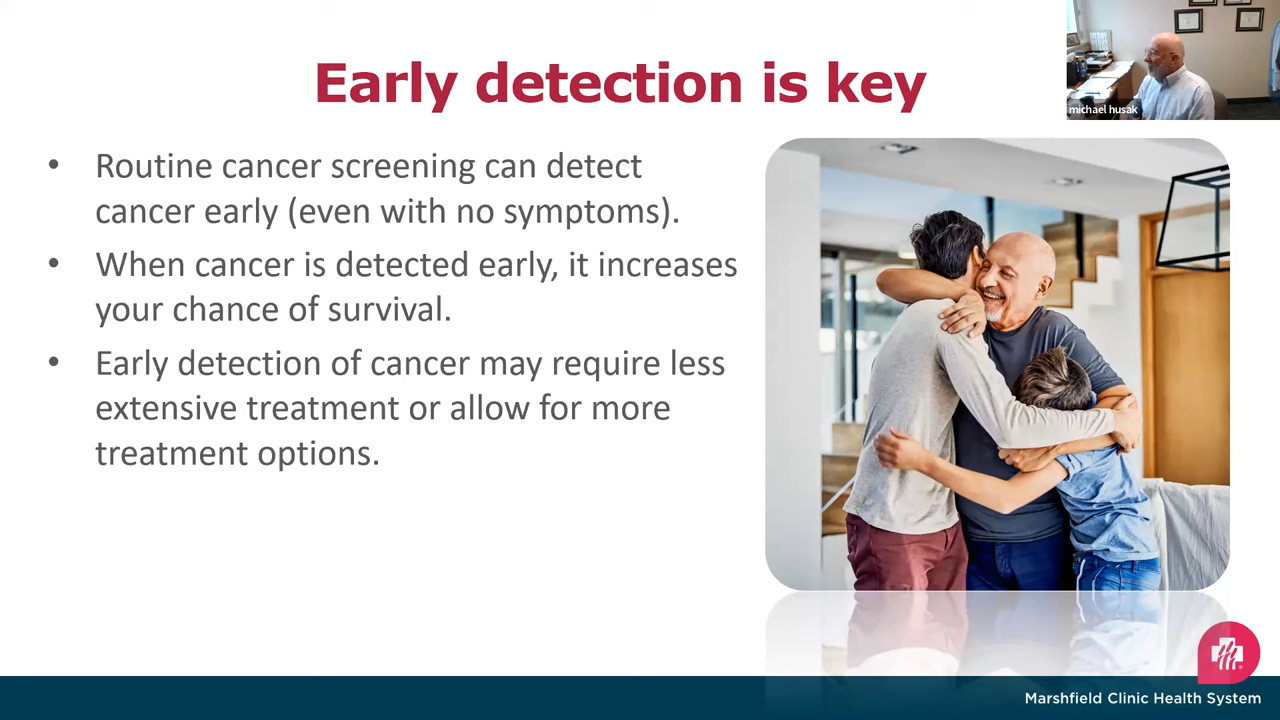 Early detection is key
michael husak
• Routine cancer screening can detect
cancer early (even with no symptoms).
• When cancer is detected early, it increases
your chance of survival.
• Early detection of cancer may require less
extensive treatment or allow for more
treatment options.
Marshfield Clinic Health System